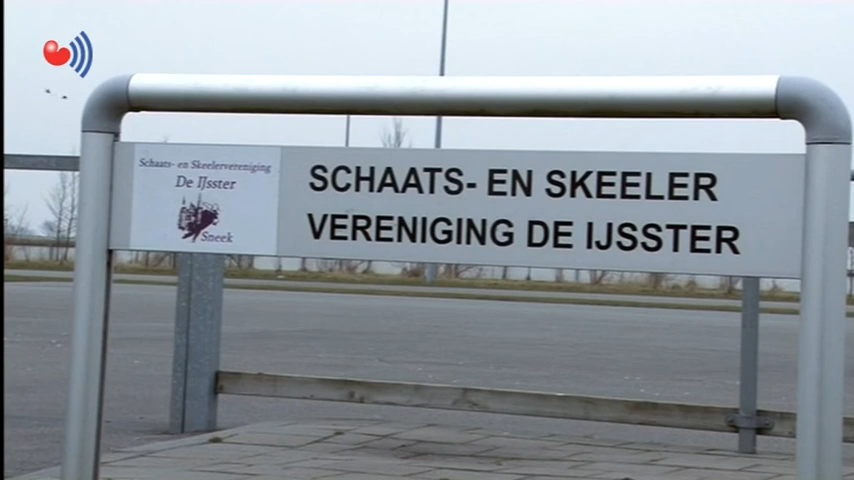 Schaats- en Skeelervereniging
De IJsster
Sneek
SCHAATS- EN SKEELER
VERENIGING DE IJSSTER